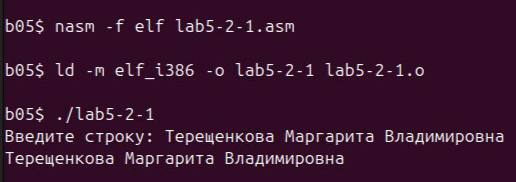 b05$ nasm -f elf lab5-2-1.asm
b05$ ld -m elf_i386 -o lab5-2-1 lab5-2-1.o
b05$ ./lab5-2-1
Введите строку: Терещенкова Маргарита Владимировна
Терещенкова Маргарита Владимировна